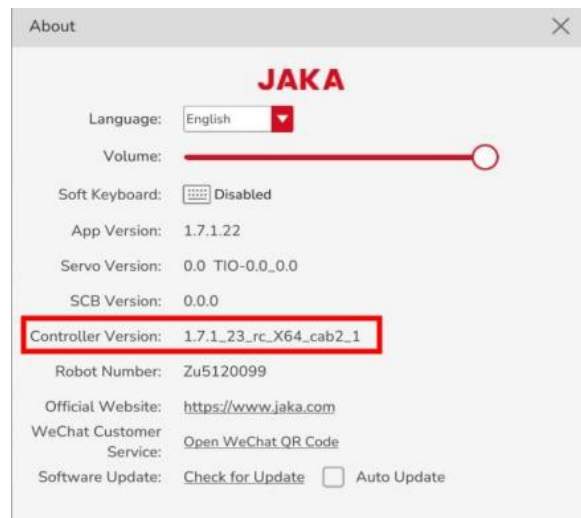 About
JAKA
Language: English
Volume:
Soft Keyboard: Disabled
App Version: 1.7.1.22
Servo Version: 0.0 TIO-0.0_0.0
SCB Version: 0.0.0
Controller Version: 1.7.1_23_rc_X64_cab2_1
Robot Number: Zu5120099
Official Website: https://www.jaka.com
WeChat Customer
Service: Open WeChat QR Code
Software Update: Check for Update Auto Update